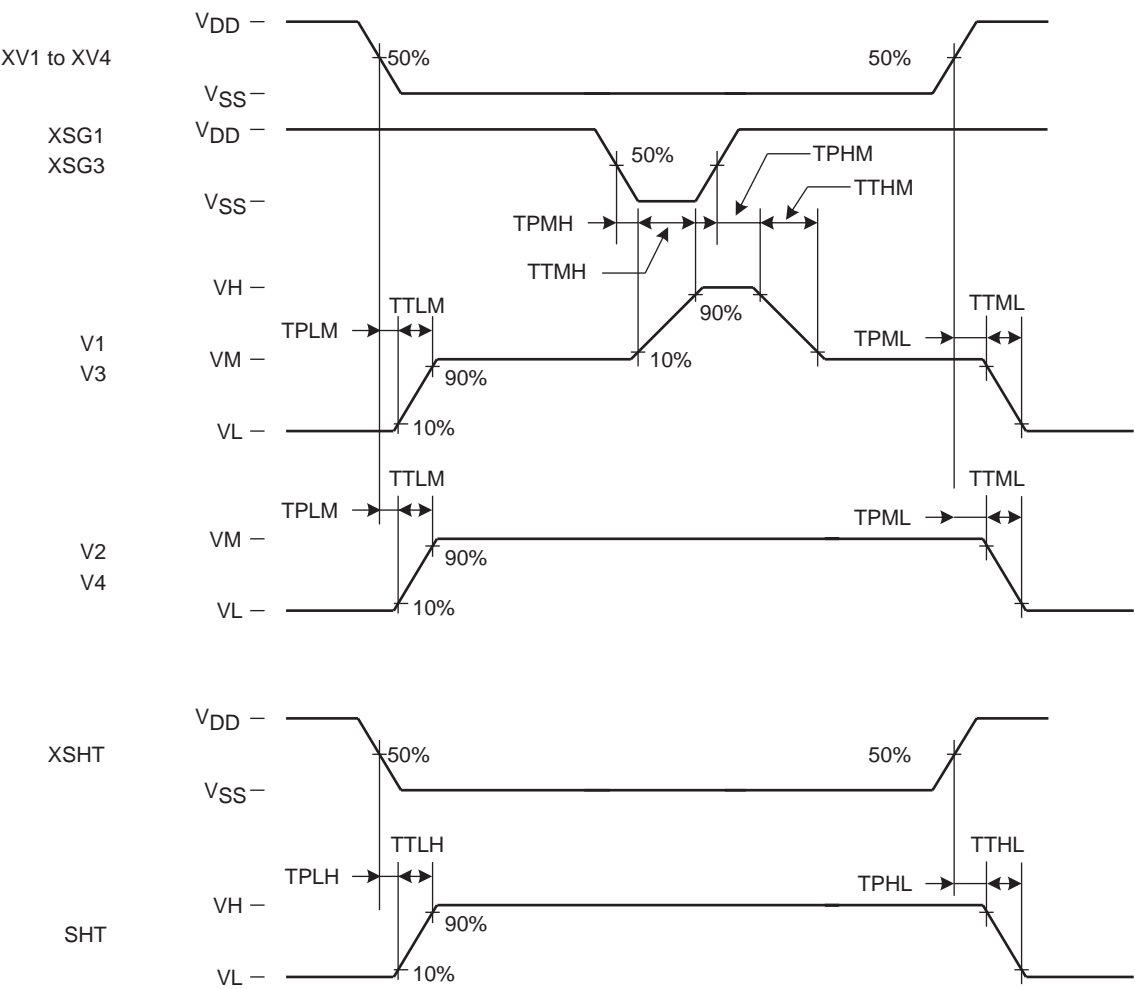 VDD
XV1 to XV4
50%
50%
VSS
XSG1
VDD
XSG3
50%
TPHM
TTHM
VSS
TPMH
TTMH
VH
TTLM
90%
TTML
TPLM
TPML
V1
VM
10%
V3
90%
VL
10%
TTLM
TTML
TPLM
TPML
VM
V2
90%
V4
VL
10%
VDD
XSHT
50%
50%
VSS
TTLH
TTHL
TPLH
TPHL
VH
90%
SHT
VL
10%